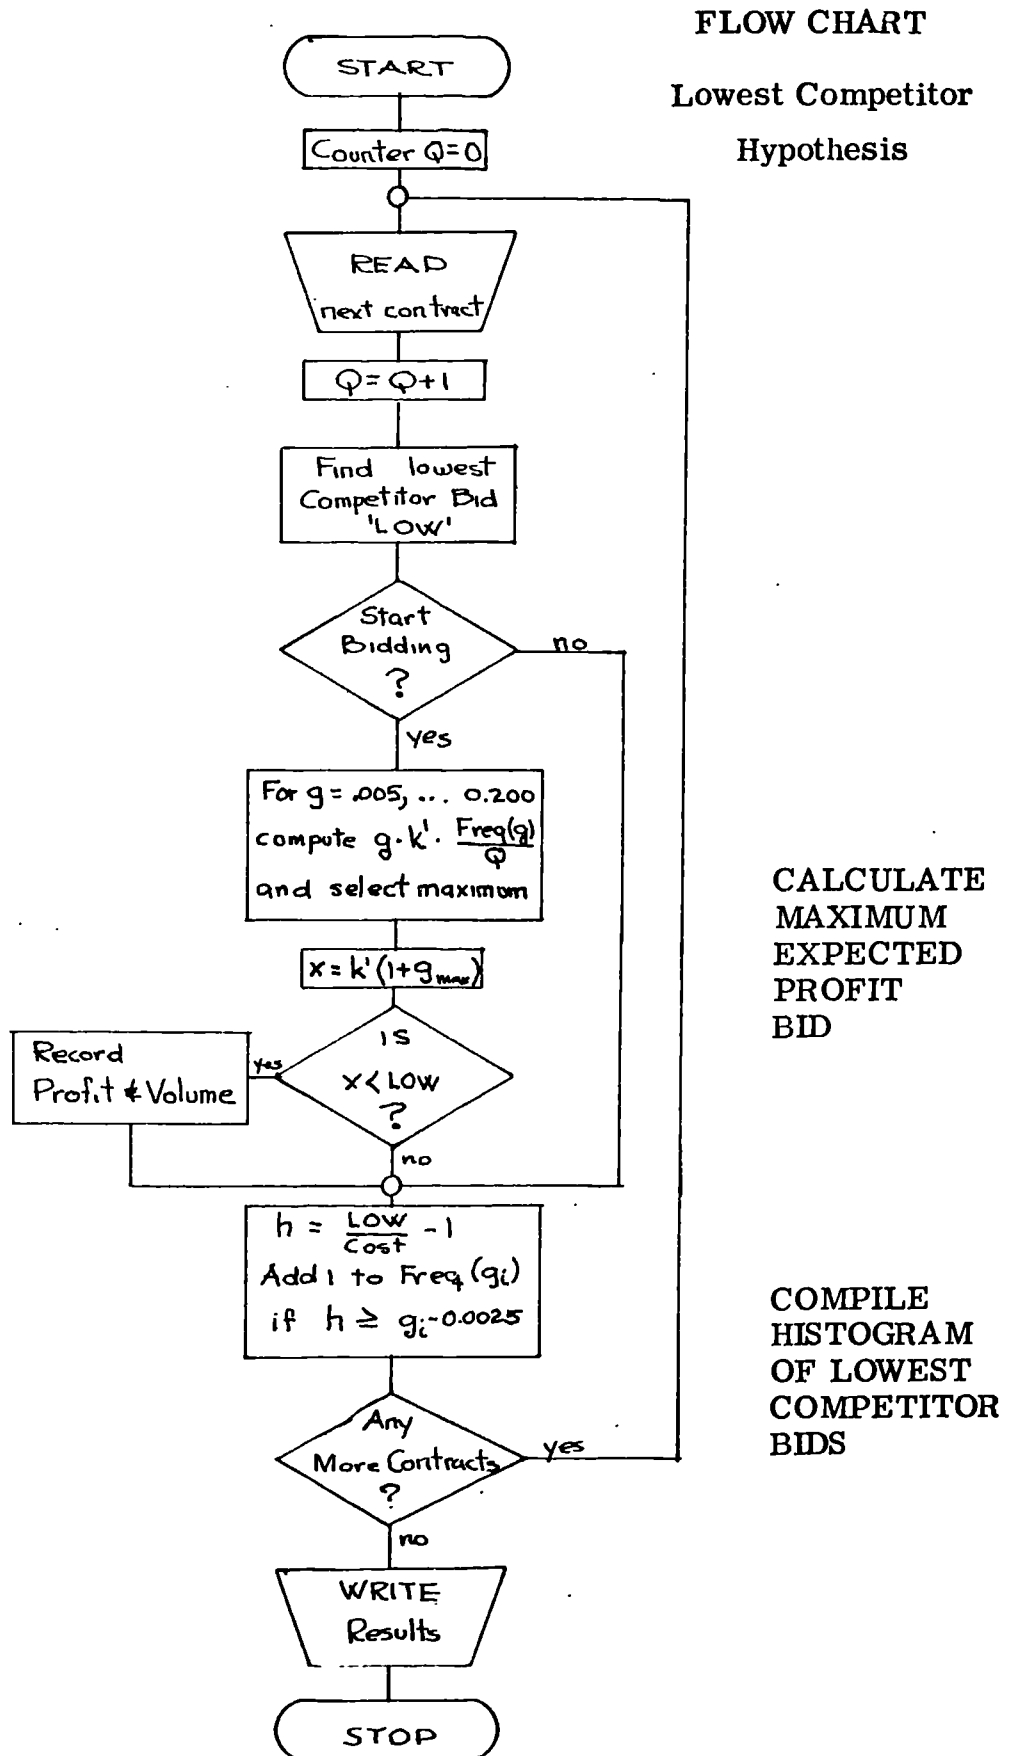 FLOW CHART
Lowest Competitor
Hypothesis
START
Counter Q=0
READ
next contract
Q = Q+1
Find lowest
Competitor Bid
'LOW'
Start
Bidding
?
no
yes
For g = .005, ... 0.200
compute g·k'· Freq(g)/Q
and select maximum
CALCULATE
MAXIMUM
EXPECTED
PROFIT
BID
x = k'(1+g max)
IS
x < LOW
?
yes
Record
Profit & Volume
no
h = LOW/Cost - 1
Add 1 to Freq (gi)
if h ≥ gi-0.0025
COMPILE
HISTOGRAM
OF LOWEST
COMPETITOR
BIDS
Any
More Contracts
?
yes
no
WRITE
Results
STOP